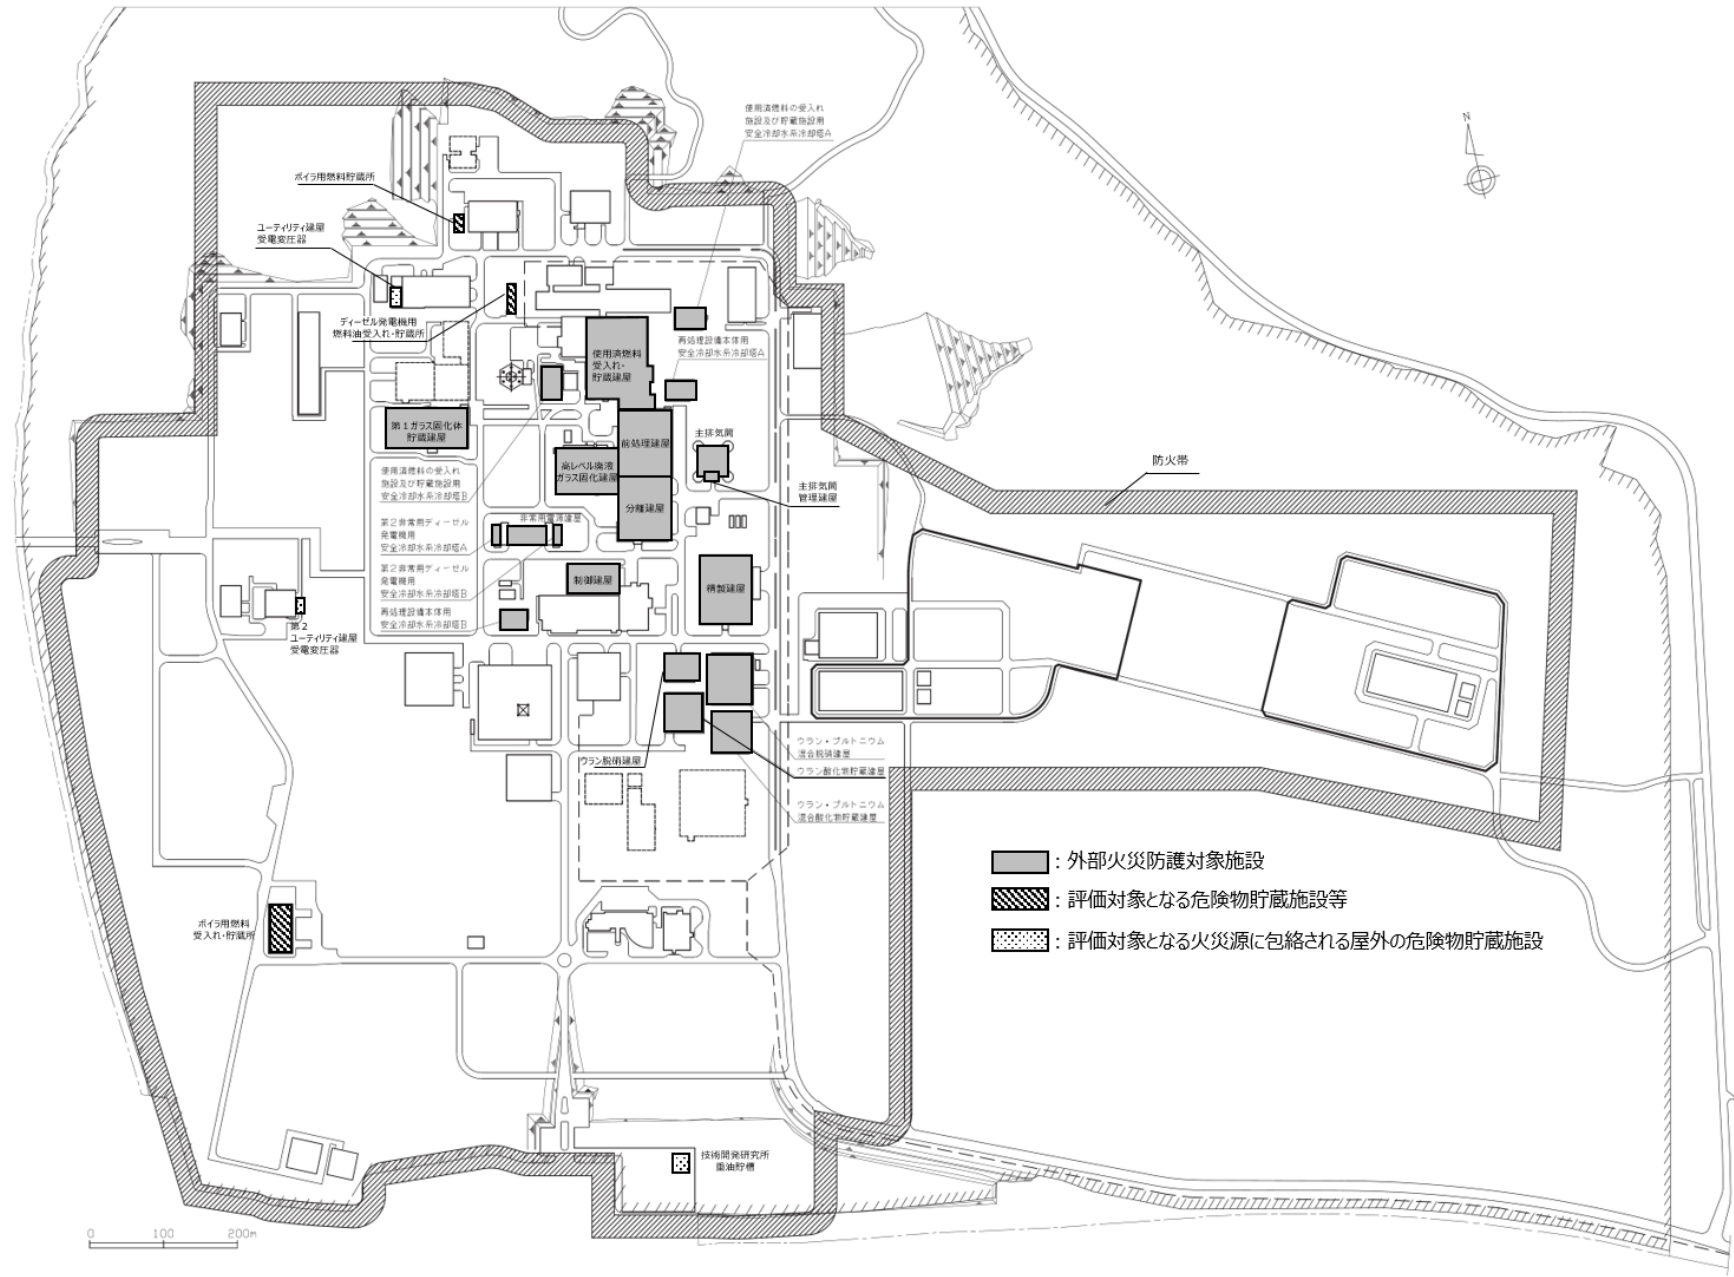 使用済燃料の受入れ
施設及び貯蔵施設用
安全冷却水系冷却塔A
N
ボイラ用燃料貯蔵所
ユーティリティ建屋
受電変圧器
ディーゼル発電機用
燃料油受入れ・貯蔵所
使用済燃料
受入れ・
貯蔵建屋
再処理設備本体用
安全冷却水系冷却塔A
第1ガラス固化体
貯蔵建屋
前処理建屋
主排気筒
高レベル廃液
ガラス固化建屋
防火帯
使用済燃料の受入れ
施設及び貯蔵施設用
安全冷却水系冷却塔B
主排気筒
管理建屋
分離建屋
非常用電源建屋
第2非常用ディーゼル
発電機用
安全冷却水系冷却塔A
第2非常用ディーゼル
発電機用
安全冷却水系冷却塔B
制御建屋
精製建屋
再処理設備本体用
安全冷却水系冷却塔B
第2
ユーティリティ建屋
受電変圧器
ウラン脱硝建屋
ウラン・プルトニウム
混合脱硝建屋
ウラン酸化物貯蔵建屋
ウラン・プルトニウム
混合酸化物貯蔵建屋
:外部火災防護対象施設
:評価対象となる危険物貯蔵施設等
:評価対象となる火災源に包絡される屋外の危険物貯蔵施設
ボイラ用燃料
受入れ・貯蔵所
技術開発研究所
重油貯槽
0 100 200m